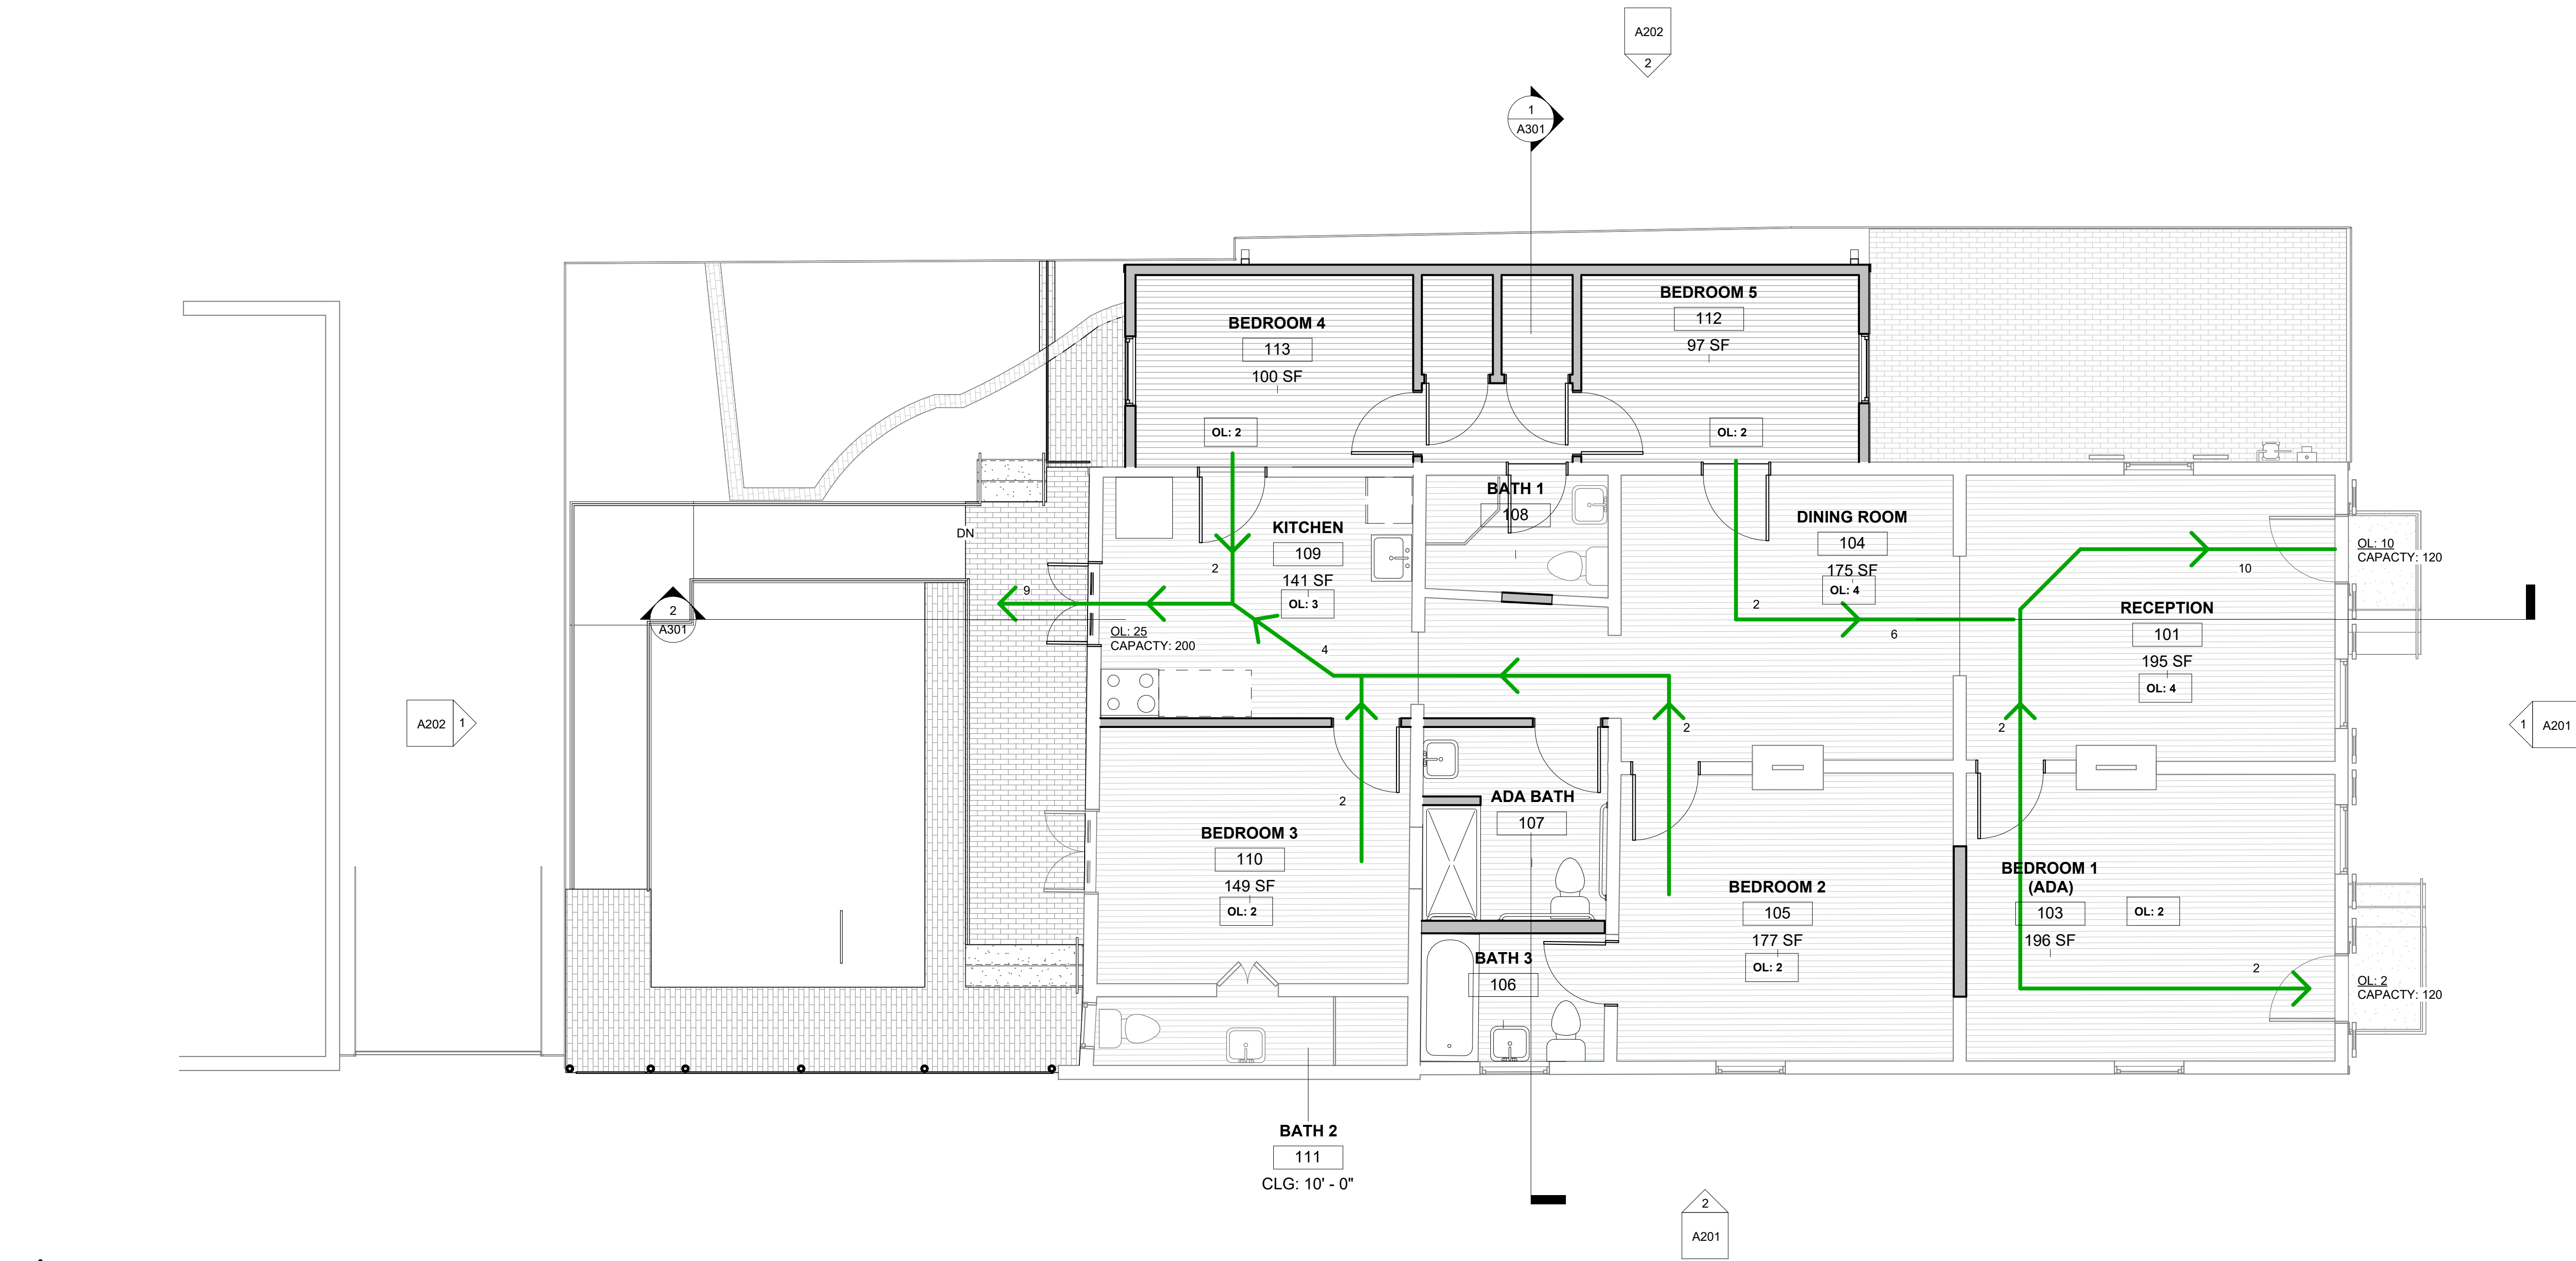 A202
2
1
A301
BEDROOM 4
113
100 SF
OL: 2
BEDROOM 5
112
97 SF
OL: 2
DN
KITCHEN
109
141 SF
OL: 3
2
BATH 1
108
DINING ROOM
104
175 SF
OL: 4
2
6
OL: 10
CAPACTY: 120
10
RECEPTION
101
195 SF
OL: 4
9
2
A301
OL: 25
CAPACTY: 200
4
A202
1
2
2
1
A201
2
BEDROOM 3
110
149 SF
OL: 2
ADA BATH
107
BATH 3
106
BEDROOM 2
105
177 SF
OL: 2
BEDROOM 1
(ADA)
103
196 SF
OL: 2
2
OL: 2
CAPACTY: 120
BATH 2
111
CLG: 10' - 0"
2
A201